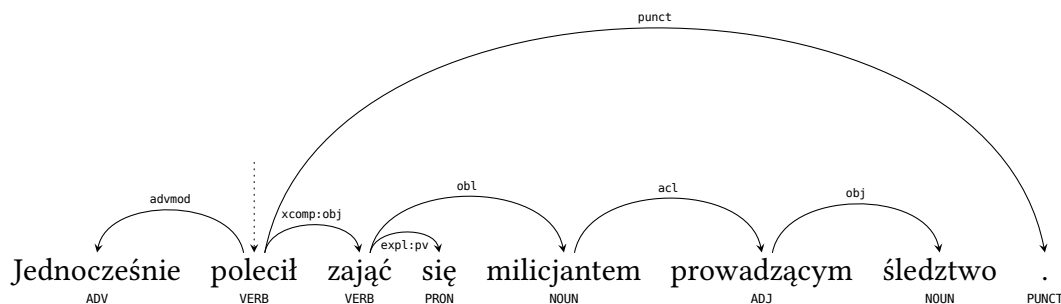 punct
advmod xcomp:obj expl:pv obl acl obj
Jednocześnie polecił zająć się milicjantem prowadzącym śledztwo .
ADV VERB VERB PRON NOUN ADJ NOUN PUNCT